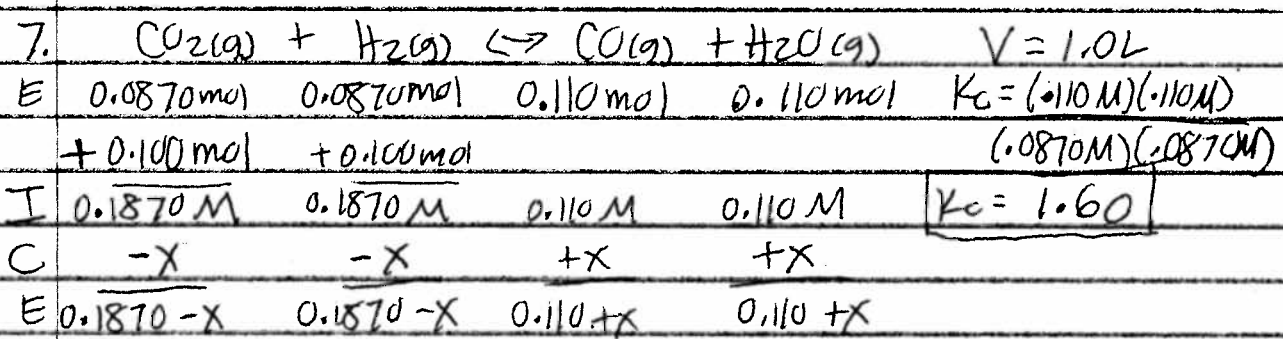 7. CO2(g) + H2(g) <-> CO(g) + H2O(g) V = 1.0L
E 0.0870mol 0.0870mol 0.110mol 0.110mol Kc = (.110M)(.110M)
+0.100mol +0.100mol (.0870M)(.0870M)
I 0.1870M 0.1870M 0.110M 0.110M Kc = 1.60
C -X -X +X +X
E 0.1870-X 0.1870-X 0.110+X 0.110+X